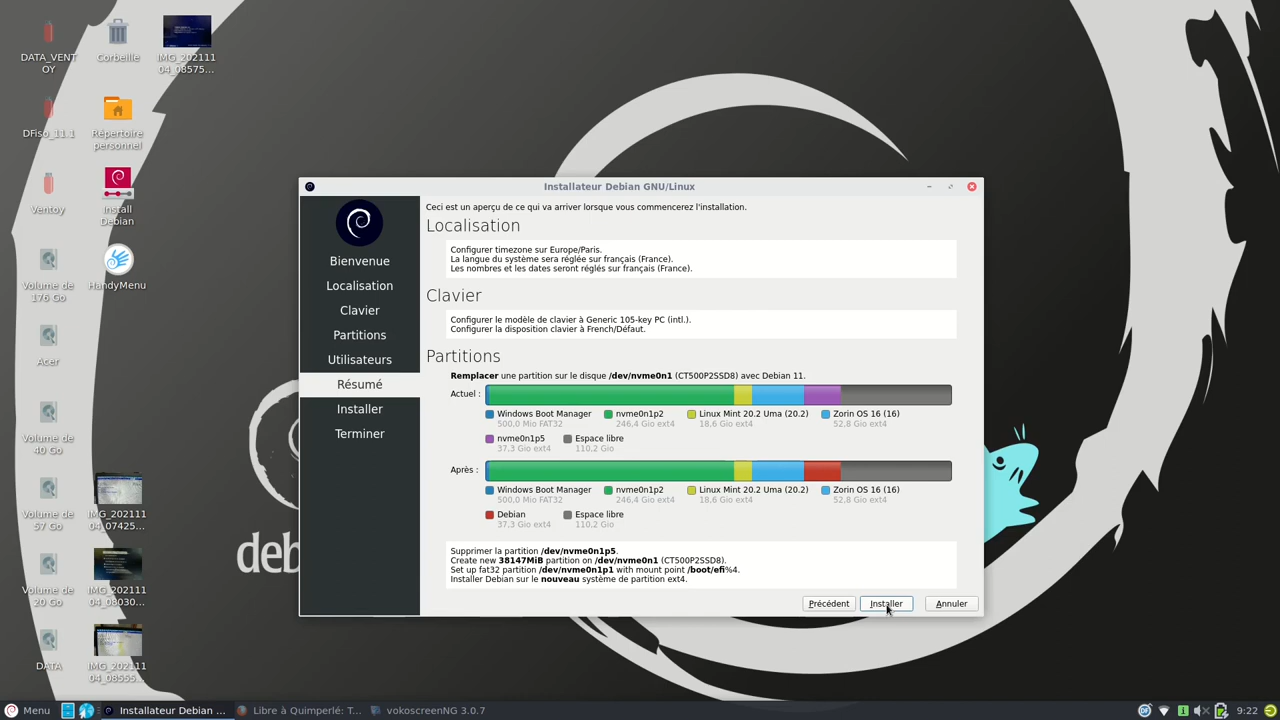 DATA_VENT
OY
Corbeille
IMG_202111
04_08575...
DFiso_11.1
Répertoire
personnel
Ventoy
Install
Debian
Volume de
176 Go
HandyMenu
Acer
Volume de
40 Go
Volume de
57 Go
IMG_202111
04_07425...
Volume de
20 Go
IMG_202111
04_08030...
DATA
IMG_202111
04_08555...
deb
Installateur Debian GNU/Linux
Bienvenue
Localisation
Clavier
Partitions
Utilisateurs
Résumé
Installer
Terminer
Ceci est un aperçu de ce qui va arriver lorsque vous commencerez l'installation.
Localisation
Configurer timezone sur Europe/Paris.
La langue du système sera réglée sur français (France).
Les nombres et les dates seront réglés sur français (France).
Clavier
Configurer le modèle de clavier à Generic 105-key PC (intl.).
Configurer la disposition clavier à French/Défaut.
Partitions
Remplacer une partition sur le disque /dev/nvme0n1 (CT500P2SSD8) avec Debian 11.
Actuel :
Windows Boot Manager nvme0n1p2 Linux Mint 20.2 Uma (20.2) Zorin OS 16 (16)
500,0 Mio FAT32 246,4 Gio ext4 18,6 Gio ext4 52,8 Gio ext4
nvme0n1p5 Espace libre
37,3 Gio ext4 110,2 Gio
Après :
Windows Boot Manager nvme0n1p2 Linux Mint 20.2 Uma (20.2) Zorin OS 16 (16)
500,0 Mio FAT32 246,4 Gio ext4 18,6 Gio ext4 52,8 Gio ext4
Debian Espace libre
37,3 Gio ext4 110,2 Gio
Supprimer la partition /dev/nvme0n1p5.
Create new 38147MiB partition on /dev/nvme0n1 (CT500P2SSD8).
Set up fat32 partition /dev/nvme0n1p1 with mount point /boot/efi%4.
Installer Debian sur le nouveau système de partition ext4.
Précédent Installer Annuler
Menu Installateur Debian ... Libre à Quimperlé: T... vokoscreenNG 3.0.7 DF 9:22